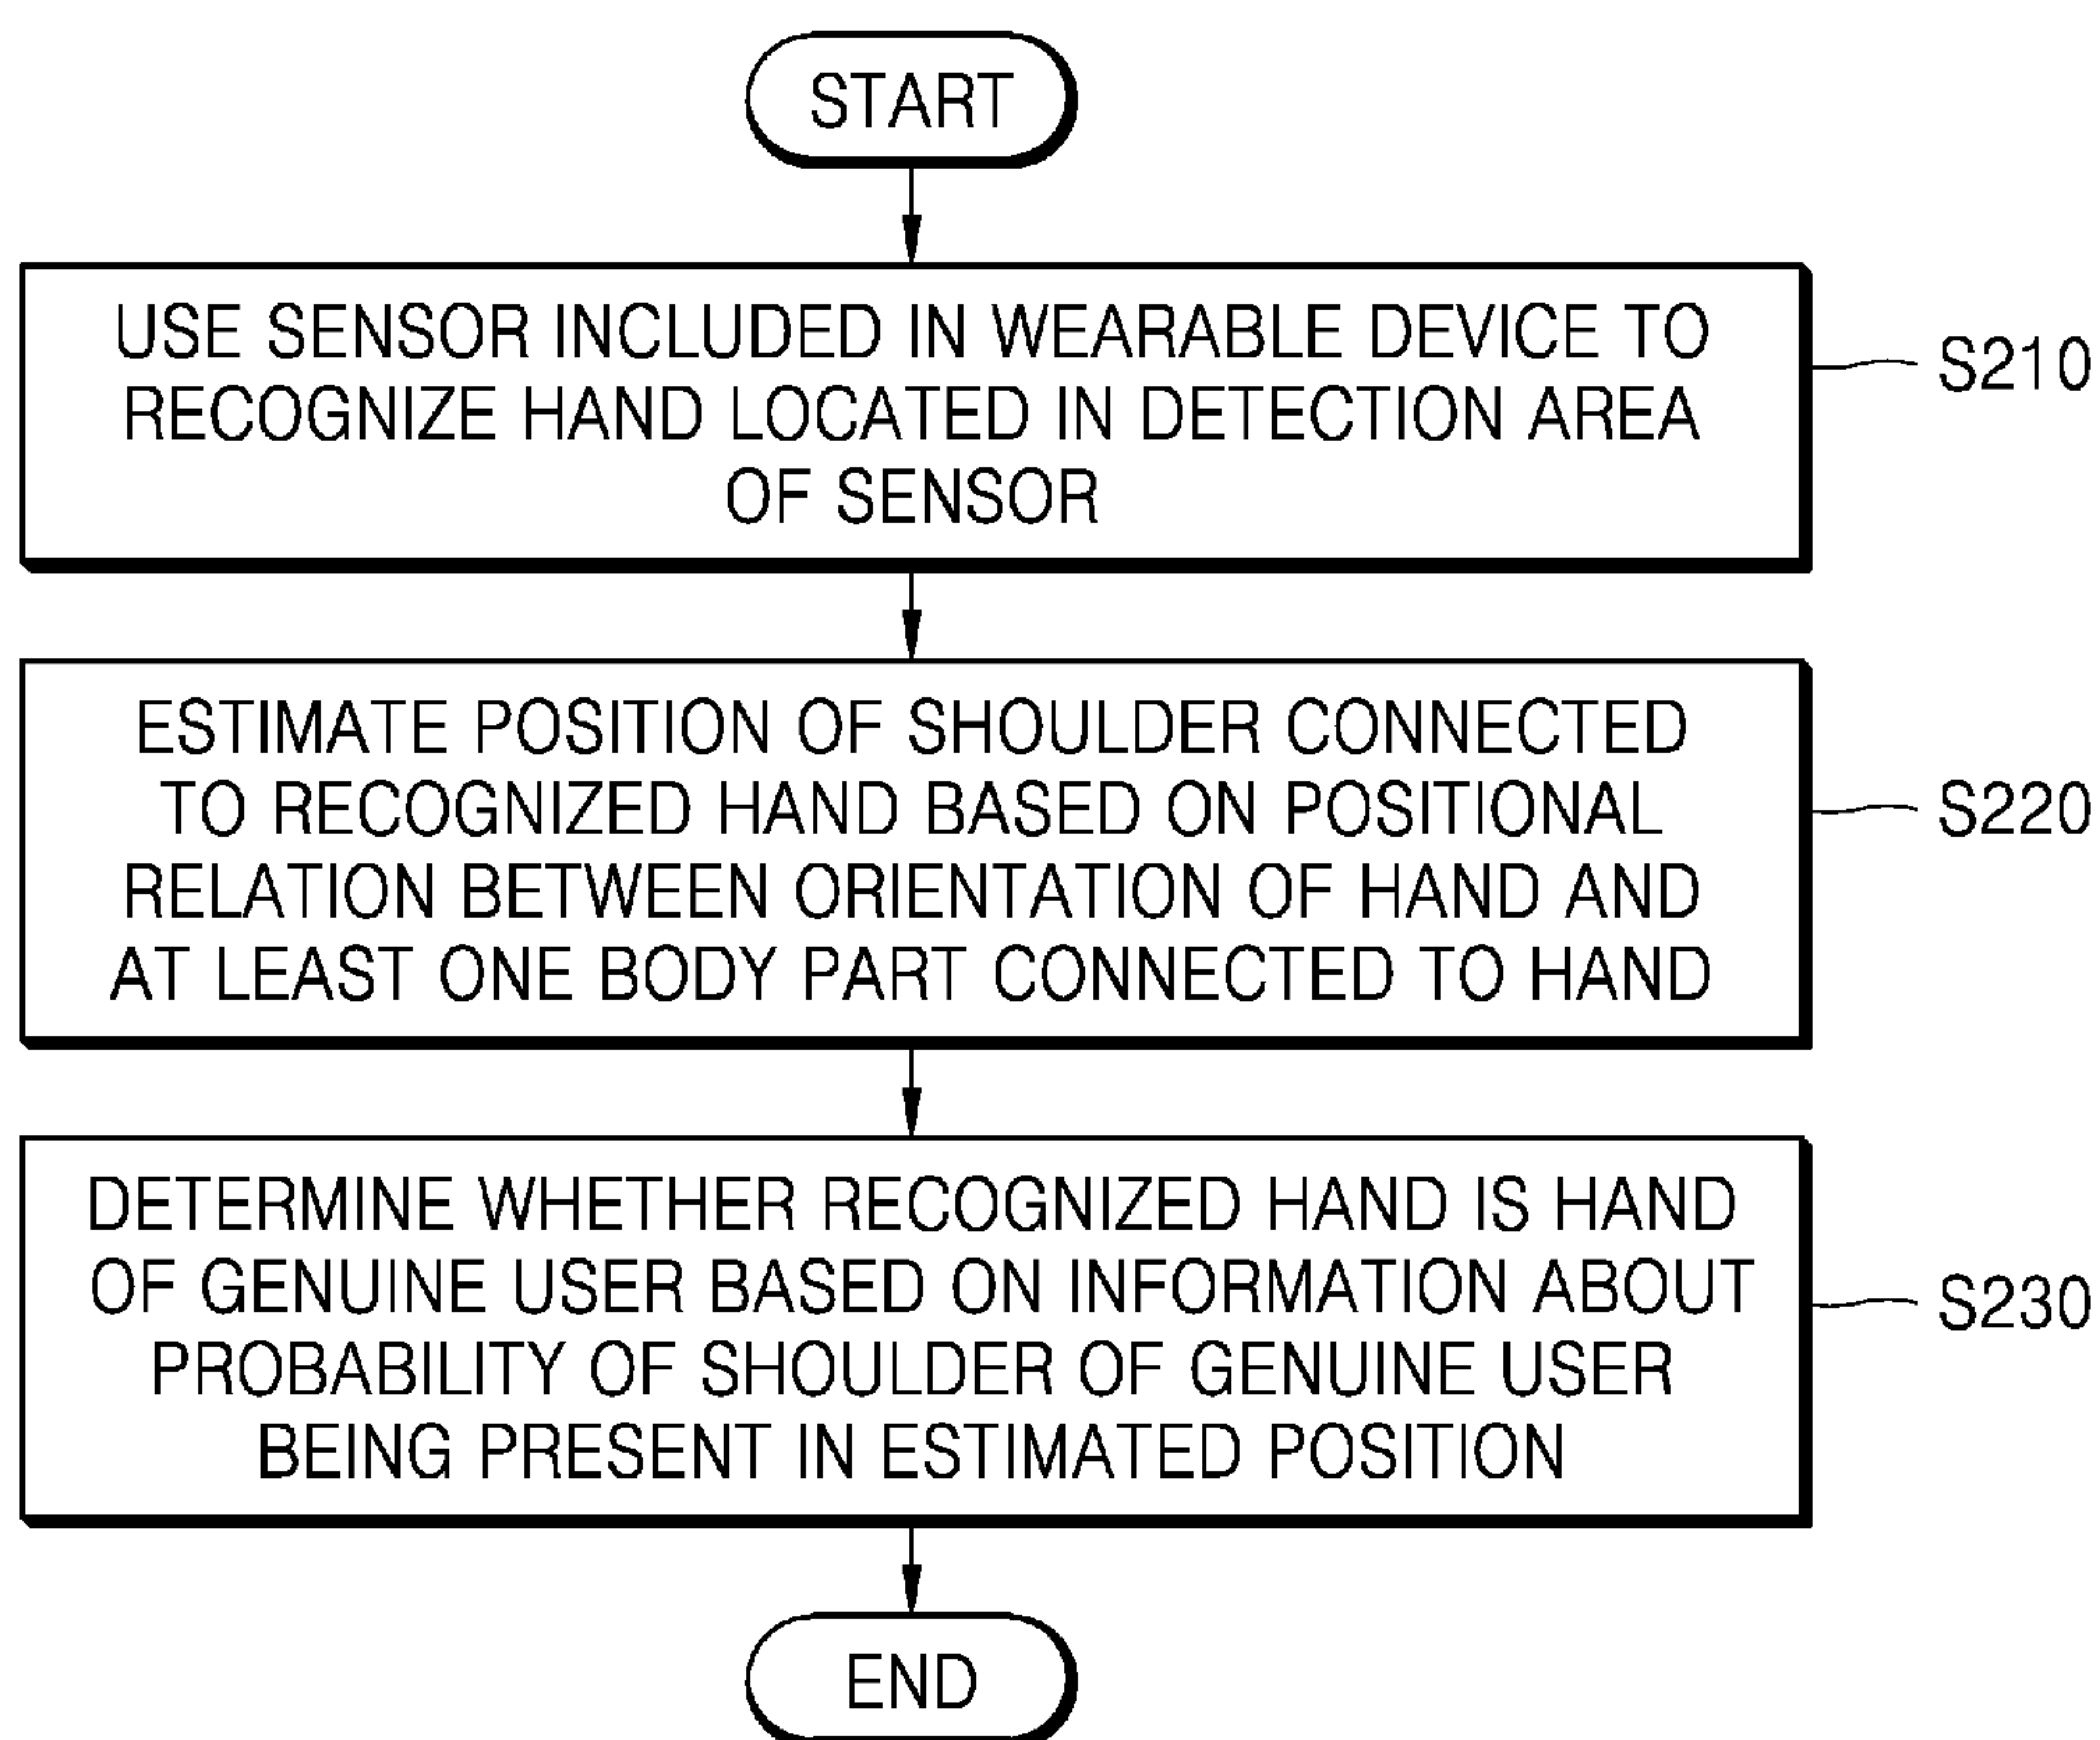 START
USE SENSOR INCLUDED IN WEARABLE DEVICE TO
RECOGNIZE HAND LOCATED IN DETECTION AREA
OF SENSOR
S210
ESTIMATE POSITION OF SHOULDER CONNECTED
TO RECOGNIZED HAND BASED ON POSITIONAL
RELATION BETWEEN ORIENTATION OF HAND AND
AT LEAST ONE BODY PART CONNECTED TO HAND
S220
DETERMINE WHETHER RECOGNIZED HAND IS HAND
OF GENUINE USER BASED ON INFORMATION ABOUT
PROBABILITY OF SHOULDER OF GENUINE USER
BEING PRESENT IN ESTIMATED POSITION
S230
END